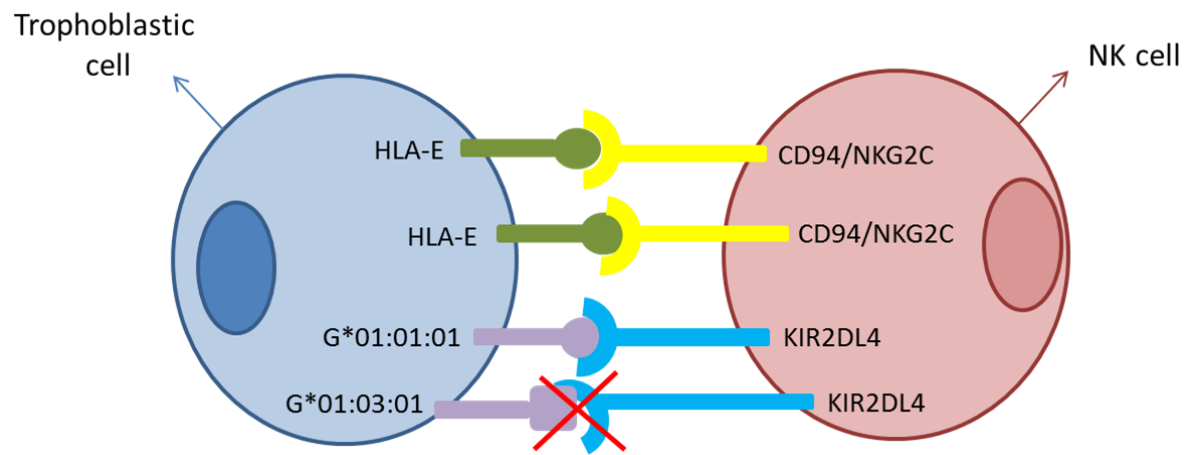 Trophoblastic
cell
NK cell
HLA-E
CD94/NKG2C
HLA-E
CD94/NKG2C
G*01:01:01
KIR2DL4
G*01:03:01
KIR2DL4